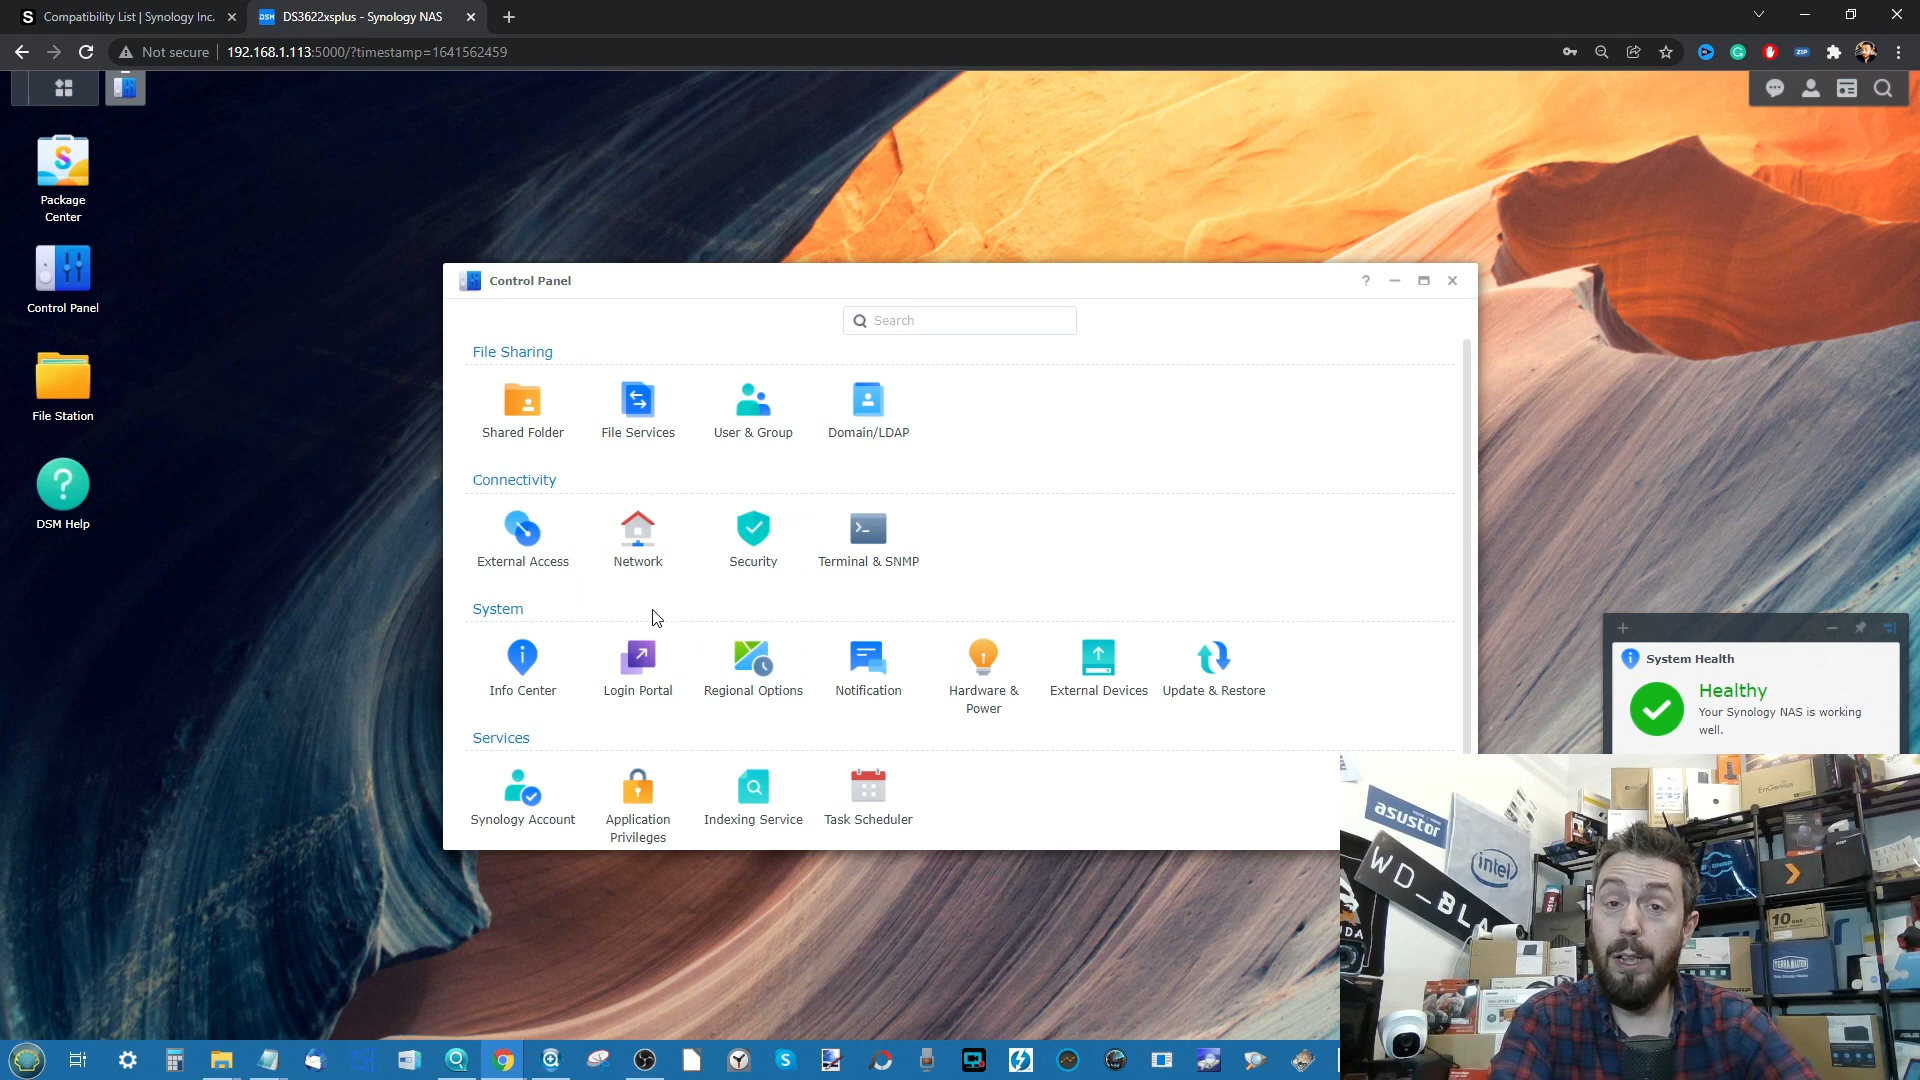 Compatibility List | Synology Inc.
DS3622xsplus - Synology NAS
Not secure
192.168.1.113:5000/?timestamp=1641562459
ZIP
Package
Center
Control Panel
File Station
DSM Help
Control Panel
Search
File Sharing
Shared Folder
File Services
User & Group
Domain/LDAP
Connectivity
External Access
Network
Security
Terminal & SNMP
System
Info Center
Login Portal
Regional Options
Notification
Hardware &
Power
External Devices
Update & Restore
Services
Synology Account
Application
Privileges
Indexing Service
Task Scheduler
System Health
Healthy
Your Synology NAS is working
well.
asustor
intel
WD_BLA
EnGenius
10